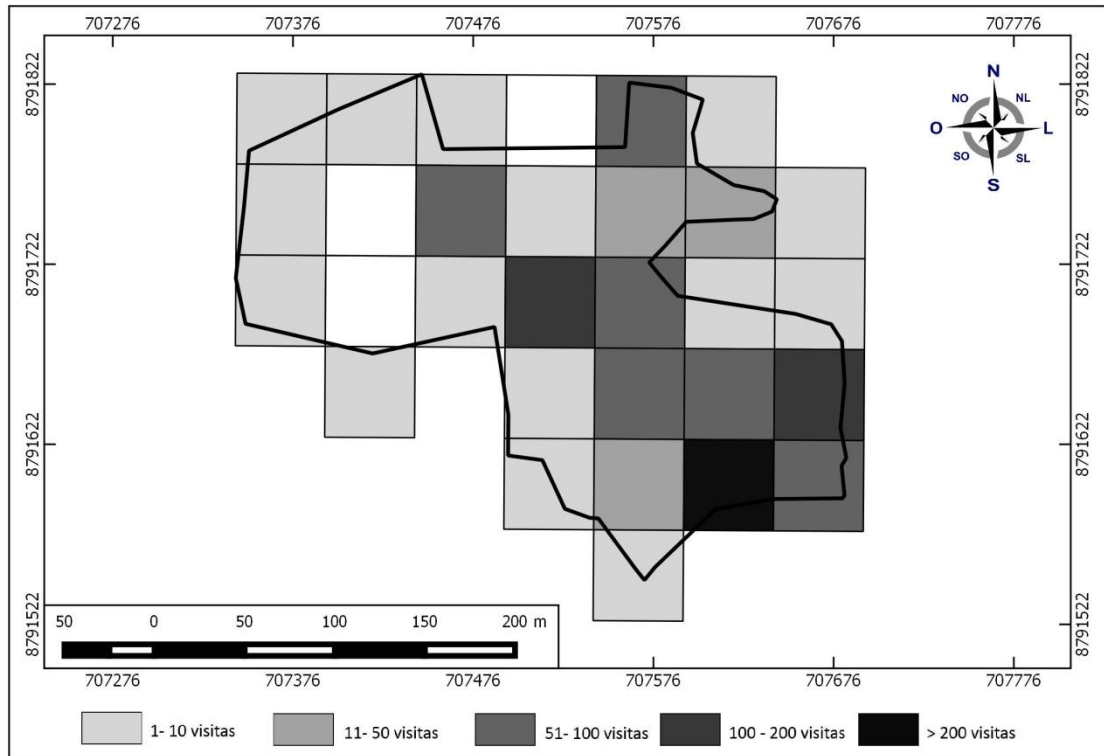 707276 707376 707476 707576 707676 707776
8791822 8791822
N
NO NL
O L
SO SL
S
8791722 8791722
8791622 8791622
8791522 8791522
50 0 50 100 150 200 m
707276 707376 707476 707576 707676 707776
1- 10 visitas 11- 50 visitas 51- 100 visitas 100 - 200 visitas > 200 visitas